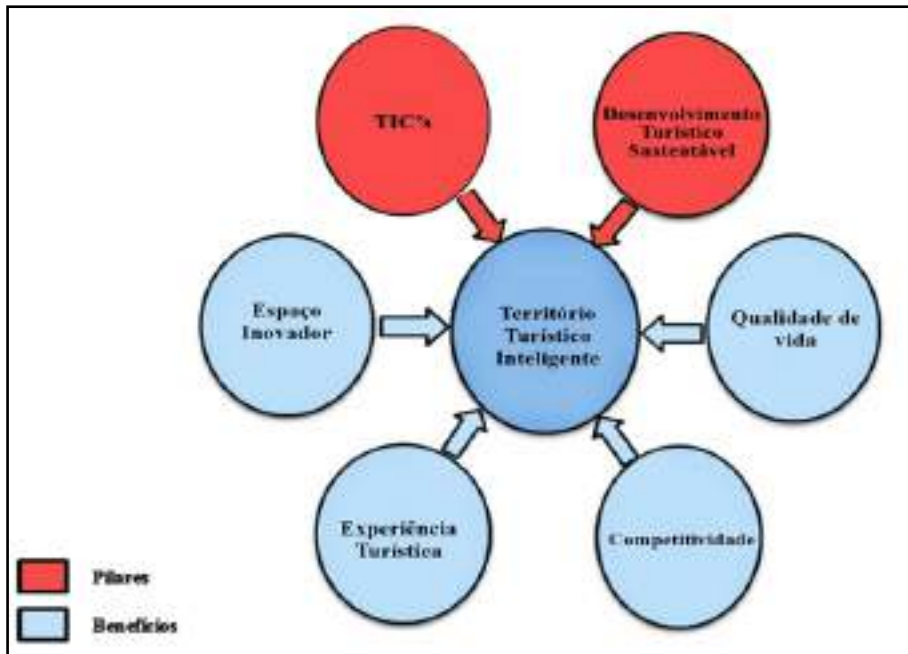 TIC's
Desenvolvimento
Turístico
Sustentável
Espaço
Inovador
Território
Turístico
Inteligente
Qualidade de
vida
Experiência
Turística
Competitividade
Pilares
Benefícios